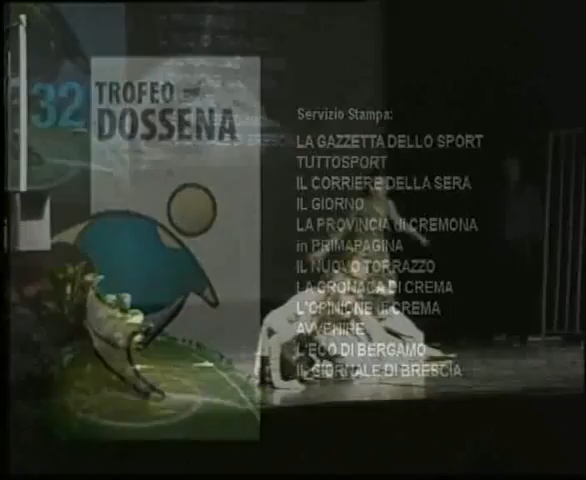 32 TROFEO
DOSSENA
Servizio Stampa:
LA GAZZETTA DELLO SPORT
TUTTOSPORT
IL CORRIERE DELLA SERA
IL GIORNO
LA PROVINCIA di CREMONA
in PRIMAPAGINA
IL NUOVO TORRAZZO
LA CRONACA DI CREMA
L'OPINIONE di CREMA
AVVENIRE
L'ECO DI BERGAMO
IL GIORNALE DI BRESCIA